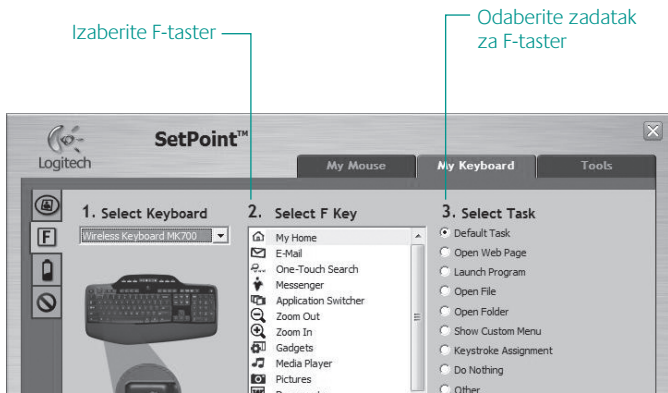 Izaberite F-taster
Odaberite zadatak
za F-taster
Logitech
SetPoint™
My Mouse
My Keyboard
Tools
1. Select Keyboard
Wireless Keyboard MK700
2. Select F Key
My Home
E-Mail
One-Touch Search
Messenger
Application Switcher
Zoom Out
Zoom In
Gadgets
Media Player
Pictures
3. Select Task
Default Task
Open Web Page
Launch Program
Open File
Open Folder
Show Custom Menu
Keystroke Assignment
Do Nothing
Other
F